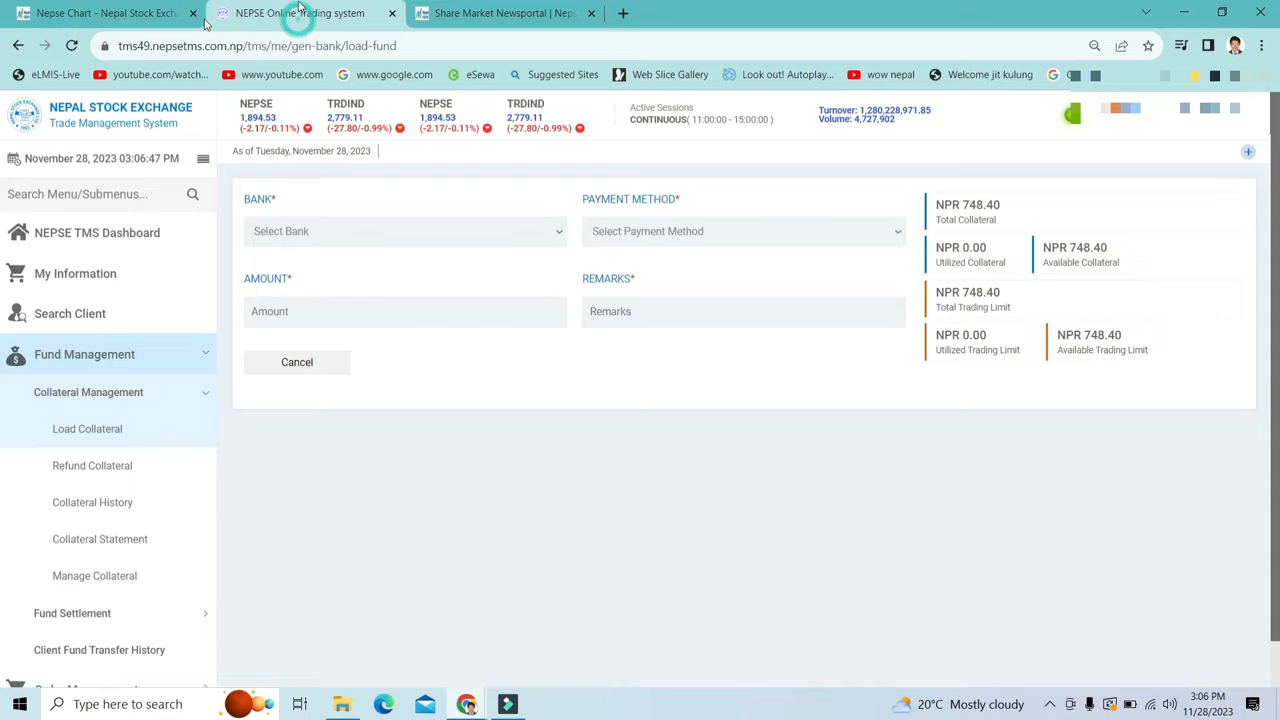 NEPSE Chart - NEPSE Chart Ex
NEPSE Online Trading system
Share Market Newsportal | Neps
tms49.nepsetms.com.np/tms/me/gen-bank/load-fund
eLMIS-Live
youtube.com/watch...
www.youtube.com
www.google.com
eSewa
Suggested Sites
Web Slice Gallery
Look out! Autoplay...
wow nepal
Welcome jit kulung
NEPAL STOCK EXCHANGE
Trade Management System
NEPSE
1,894.53
(-2.17/-0.11%)
TRDIND
2,779.11
(-27.80/-0.99%)
NEPSE
1,894.53
(-2.17/-0.11%)
TRDIND
2,779.11
(-27.80/-0.99%)
Active Sessions
CONTINUOUS( 11:00:00 - 15:00:00 )
Turnover: 1,280,228,971.85
Volume: 4,727,902
November 28, 2023 03:06:47 PM
As of Tuesday, November 28, 2023
Search Menu/Submenus...
NEPSE TMS Dashboard
My Information
Search Client
Fund Management
Collateral Management
Load Collateral
Refund Collateral
Collateral History
Collateral Statement
Manage Collateral
Fund Settlement
Client Fund Transfer History
BANK*
Select Bank
PAYMENT METHOD*
Select Payment Method
AMOUNT*
Amount
REMARKS*
Remarks
Cancel
NPR 748.40
Total Collateral
NPR 0.00
Utilized Collateral
NPR 748.40
Available Collateral
NPR 748.40
Total Trading Limit
NPR 0.00
Utilized Trading Limit
NPR 748.40
Available Trading Limit
Type here to search
20°C Mostly cloudy
3:06 PM
11/28/2023